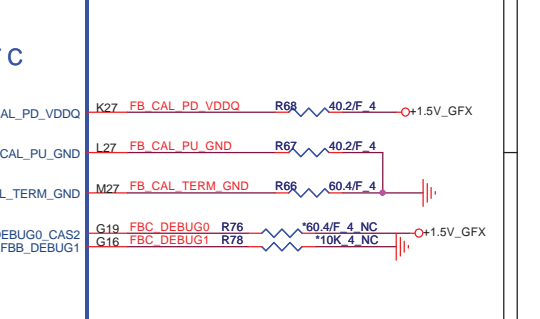 C
AL_PD_VDDQ K27 FB_CAL_PD_VDDQ R68 40.2/F_4 +1.5V_GFX
CAL_PU_GND L27 FB_CAL_PU_GND R67 40.2/F_4
L_TERM_GND M27 FB_CAL_TERM_GND R66 60.4/F_4
DEBUG0_CAS2 G19 FBC_DEBUG0 R76 *60.4/F_4_NC +1.5V_GFX
FBB_DEBUG1 G16 FBC_DEBUG1 R78 *10K_4_NC